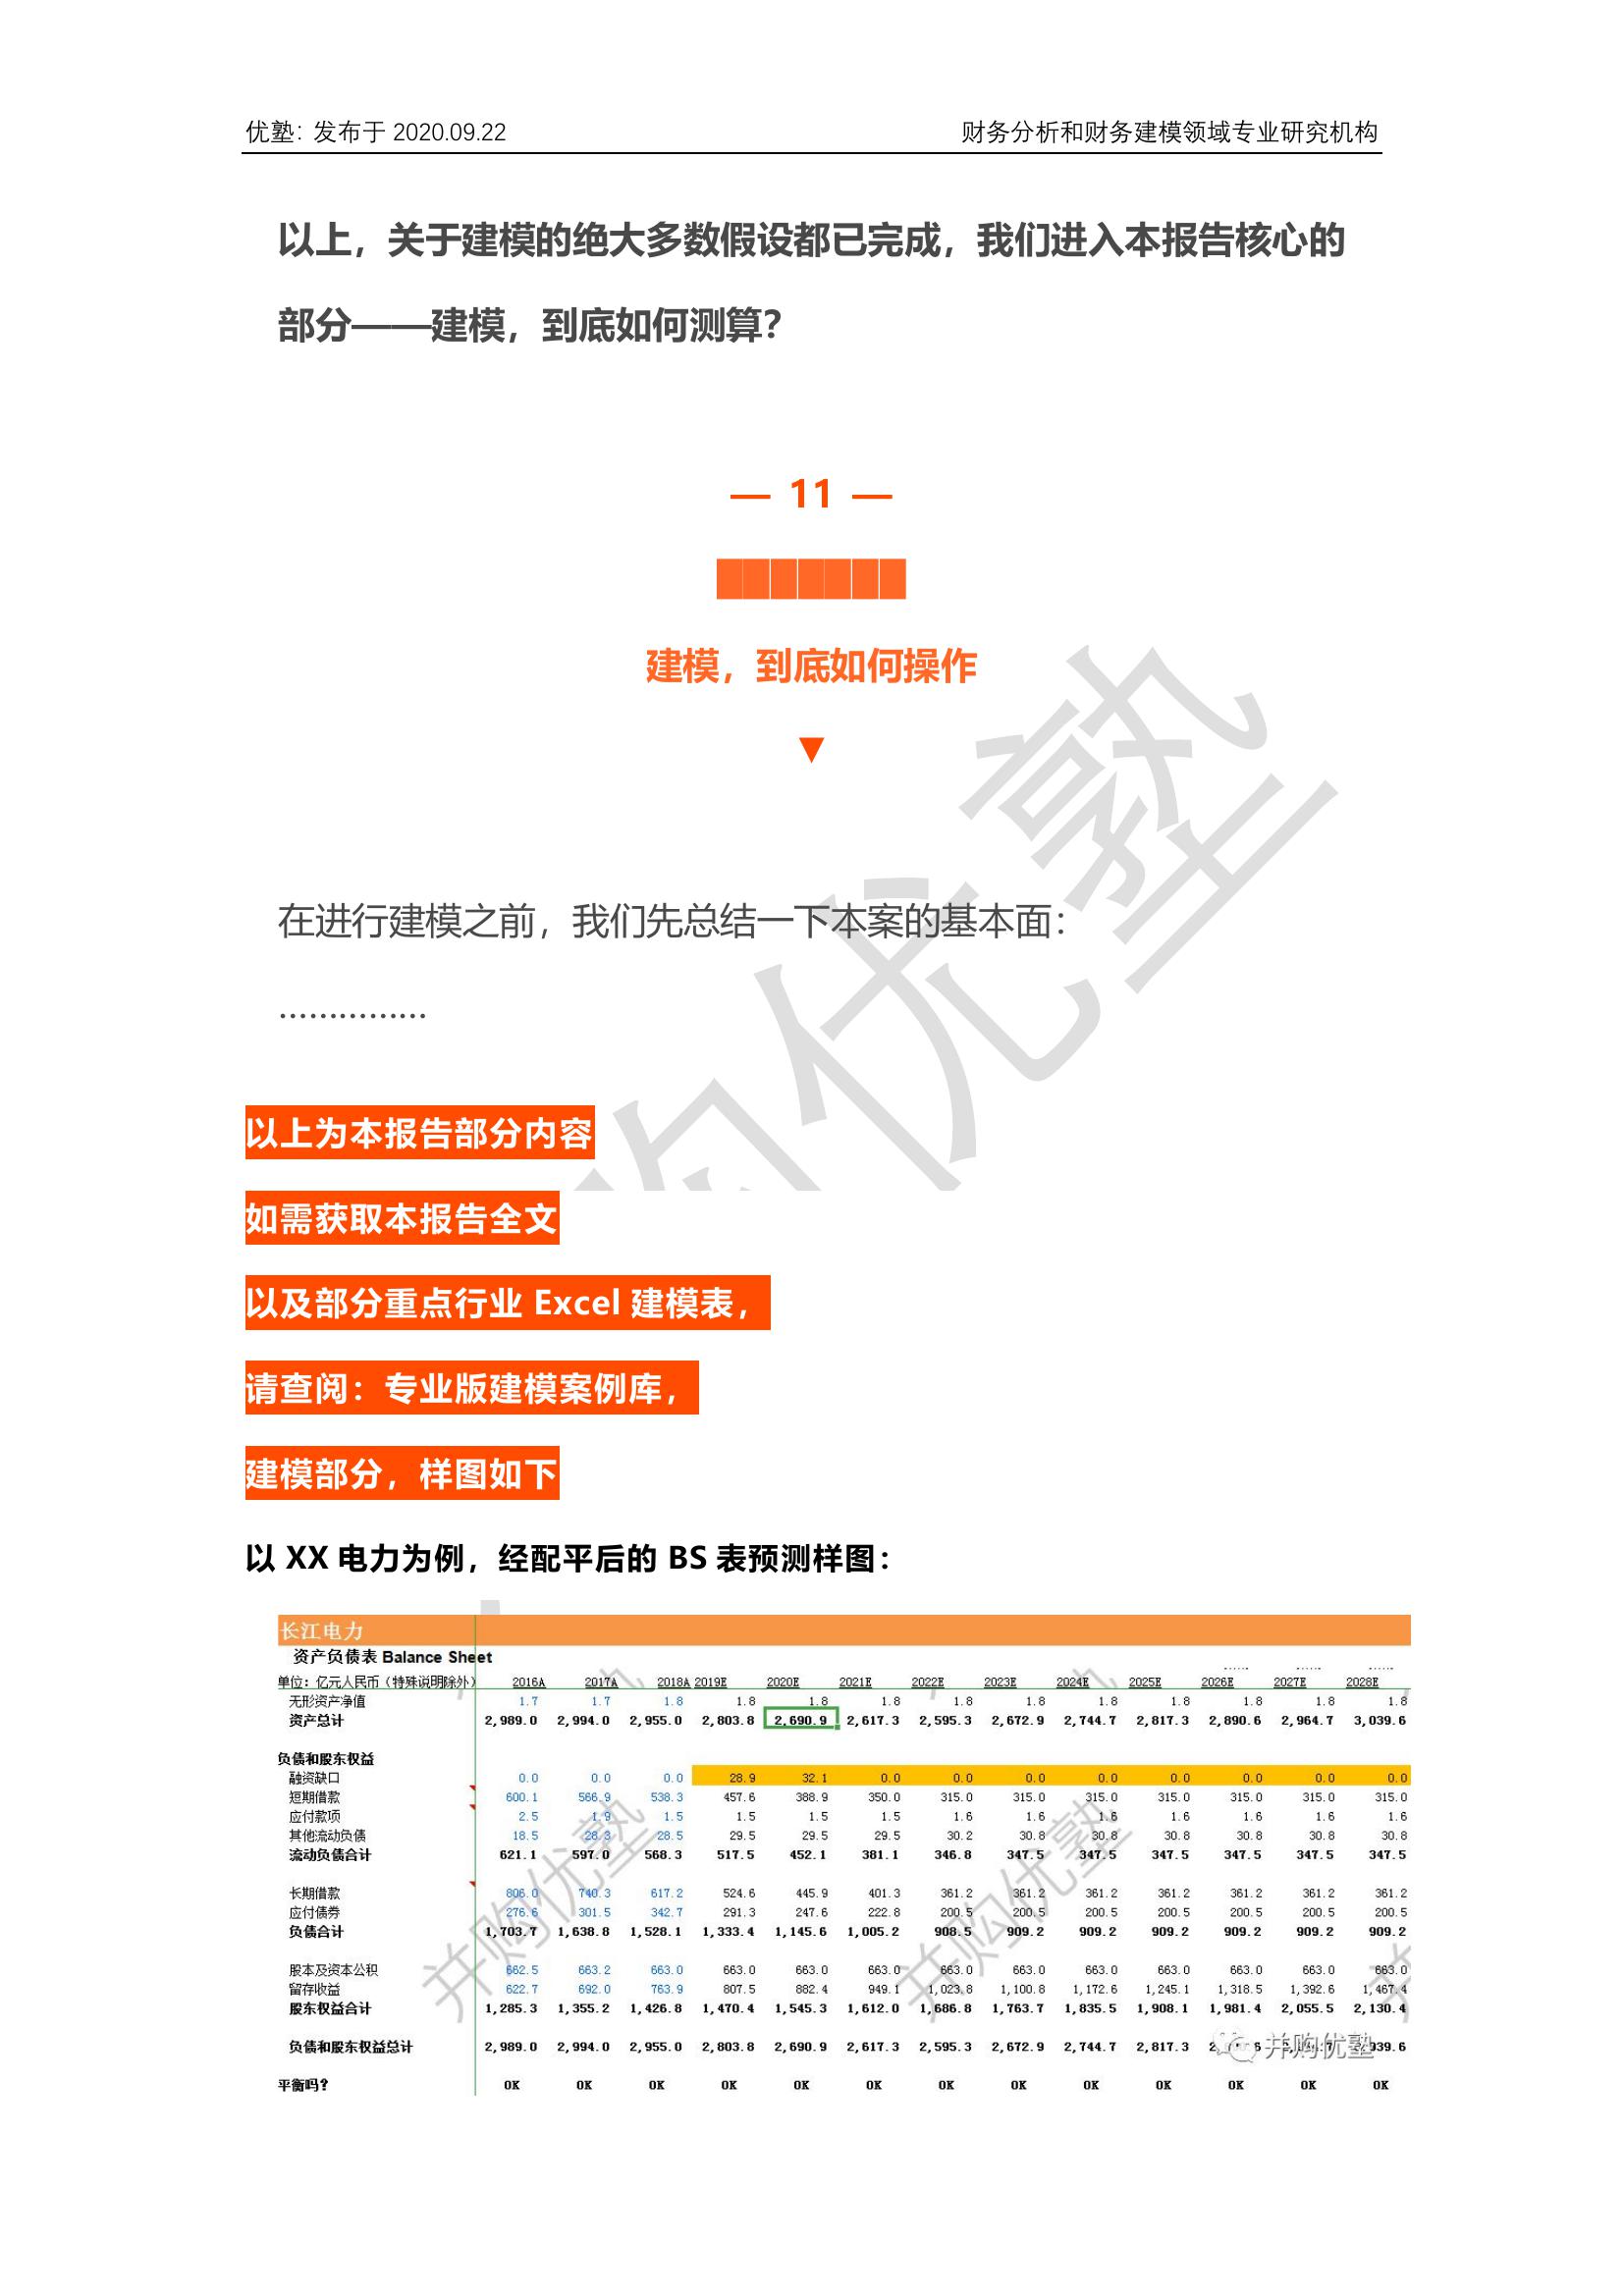 优塾：发布于 2020.09.22 财务分析和财务建模领域专业研究机构
以上，关于建模的绝大多数假设都已完成，我们进入本报告核心的
部分——建模，到底如何测算？
— 11 —
███████
建模，到底如何操作
▼
在进行建模之前，我们先总结一下本案的基本面：
……………
以上为本报告部分内容
如需获取本报告全文
以及部分重点行业 Excel 建模表，
请查阅：专业版建模案例库，
建模部分，样图如下
以 XX 电力为例，经配平后的 BS 表预测样图：
长江电力
资产负债表 Balance Sheet
单位：亿元人民币（特殊说明除外） 2016A 2017A 2018A 2019E 2020E 2021E 2022E 2023E 2024E 2025E 2026E 2027E 2028E
无形资产净值 1.7 1.7 1.8 1.8 1.8 1.8 1.8 1.8 1.8 1.8 1.8 1.8 1.8
资产总计 2,989.0 2,994.0 2,955.0 2,803.8 2,690.9 2,617.3 2,595.3 2,672.9 2,744.7 2,817.3 2,890.6 2,964.7 3,039.6
负债和股东权益
融资缺口 0.0 0.0 0.0 28.9 32.1 0.0 0.0 0.0 0.0 0.0 0.0 0.0 0.0
短期借款 600.1 566.9 538.3 457.6 388.9 350.0 315.0 315.0 315.0 315.0 315.0 315.0 315.0
应付款项 2.5 1.9 1.5 1.5 1.5 1.5 1.6 1.6 1.6 1.6 1.6 1.6 1.6
其他流动负债 18.5 28.3 28.5 29.5 29.5 29.5 30.2 30.8 30.8 30.8 30.8 30.8 30.8
流动负债合计 621.1 597.0 568.3 517.5 452.1 381.1 346.8 347.5 347.5 347.5 347.5 347.5 347.5
长期借款 806.0 740.3 617.2 524.6 445.9 401.3 361.2 361.2 361.2 361.2 361.2 361.2 361.2
应付债券 276.6 301.5 342.7 291.3 247.6 222.8 200.5 200.5 200.5 200.5 200.5 200.5 200.5
负债合计 1,703.7 1,638.8 1,528.1 1,333.4 1,145.6 1,005.2 908.5 909.2 909.2 909.2 909.2 909.2 909.2
股本及资本公积 662.5 663.2 663.0 663.0 663.0 663.0 663.0 663.0 663.0 663.0 663.0 663.0 663.0
留存收益 622.7 692.0 763.9 807.5 882.4 949.1 1,023.8 1,100.8 1,172.6 1,245.1 1,318.5 1,392.6 1,467.4
股东权益合计 1,285.3 1,355.2 1,426.8 1,470.4 1,545.3 1,612.0 1,686.8 1,763.7 1,835.5 1,908.1 1,981.4 2,055.5 2,130.4
负债和股东权益总计 2,989.0 2,994.0 2,955.0 2,803.8 2,690.9 2,617.3 2,595.3 2,672.9 2,744.7 2,817.3
平衡吗? OK OK OK OK OK OK OK OK OK OK OK OK OK
并购优塾
并购优塾
并购优塾
购优塾